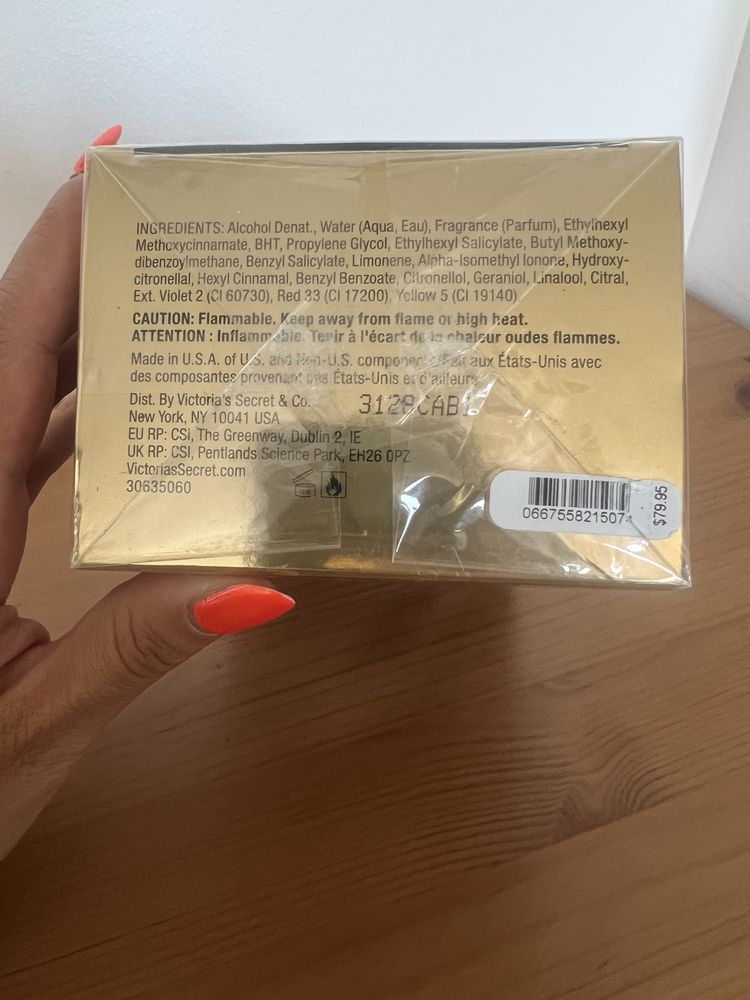 INGREDIENTS: Alcohol Denat., Water (Aqua, Eau), Fragrance (Parfum), Ethylhexyl
Methoxycinnamate, BHT, Propylene Glycol, Ethylhexyl Salicylate, Butyl Methoxy-
dibenzoylmethane, Benzyl Salicylate, Limonene, Alpha-Isomethyl Ionone, Hydroxy-
citronellal, Hexyl Cinnamal, Benzyl Benzoate, Citronellol, Geraniol, Linalool, Citral,
Ext. Violet 2 (CI 60730), Red 33 (CI 17200), Yellow 5 (CI 19140).
CAUTION: Flammable. Keep away from flame or high heat.
ATTENTION : Inflammable. Tenir à l'écart de la chaleur oudes flammes.
Made in U.S.A. of U.S. and Non-U.S. components/Fait aux États-Unis avec
des composantes provenant des États-Unis et d'ailleurs
Dist. By Victoria's Secret & Co.
New York, NY 10041 USA
3128CAB
EU RP: CSi, The Greenway, Dublin 2, IE
UK RP: CSI, Pentlands Science Park, EH26 0PZ
VictoriasSecret.com
30635060
066755821507
$79.95